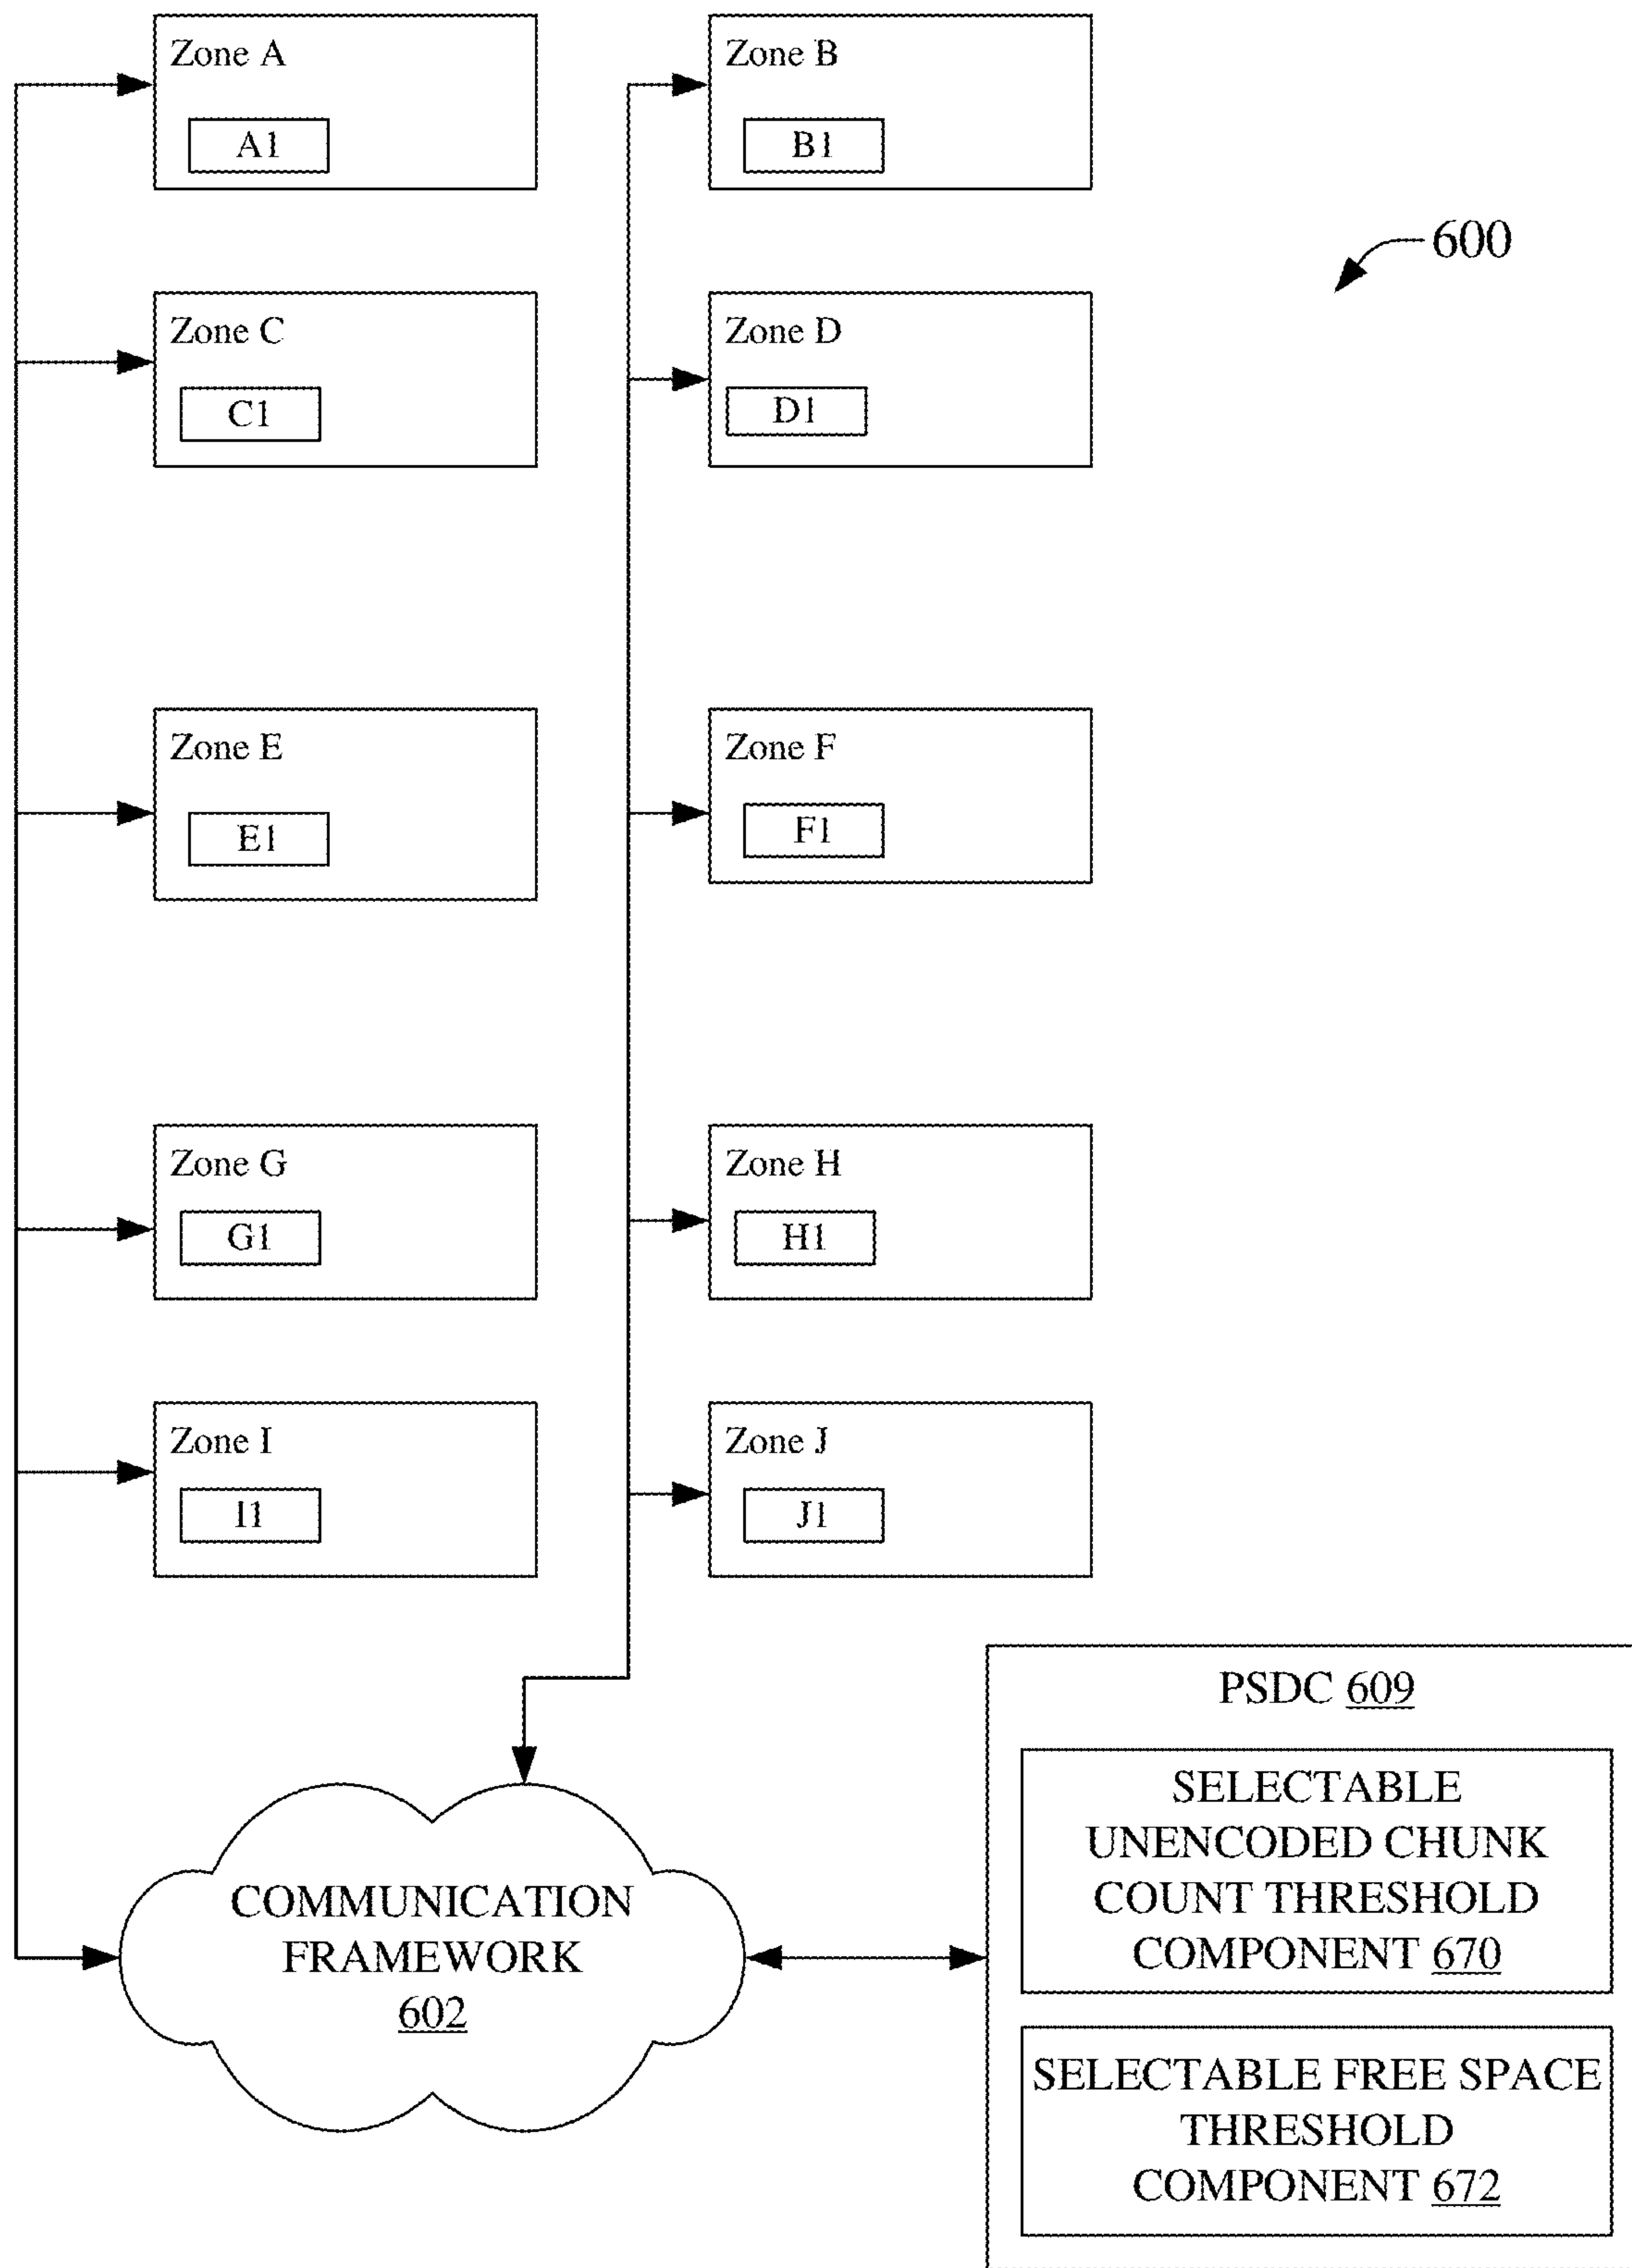 Zone A
A1
Zone B
B1
600
Zone C
C1
Zone D
D1
Zone E
E1
Zone F
F1
Zone G
G1
Zone H
H1
Zone I
I1
Zone J
J1
COMMUNICATION
FRAMEWORK
602
PSDC 609
SELECTABLE
UNENCODED CHUNK
COUNT THRESHOLD
COMPONENT 670
SELECTABLE FREE SPACE
THRESHOLD
COMPONENT 672